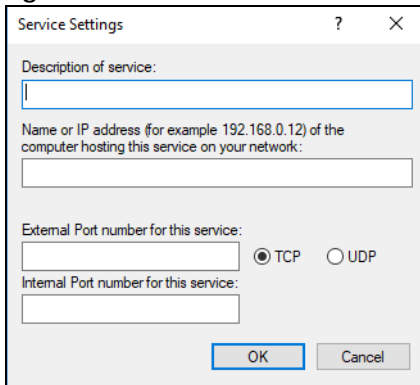 Service Settings ? ×
Description of service:
Name or IP address (for example 192.168.0.12) of the
computer hosting this service on your network:
External Port number for this service:
TCP UDP
Internal Port number for this service:
OK Cancel